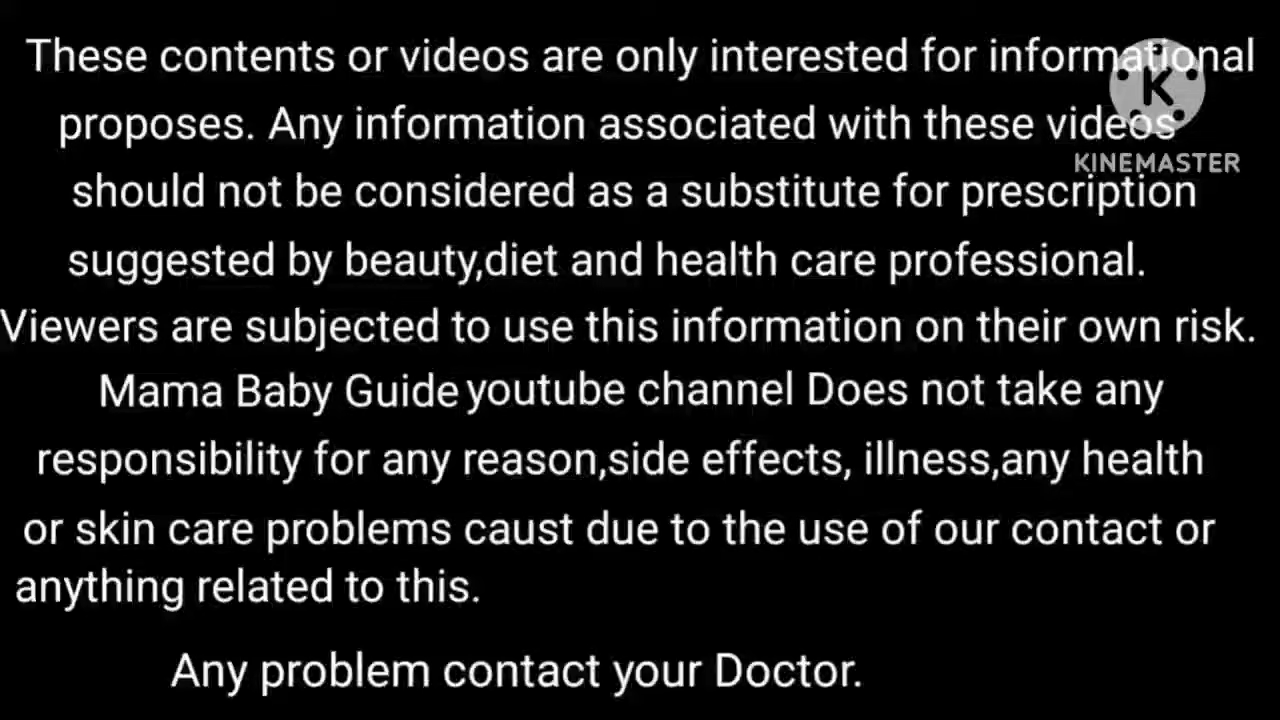 These contents or videos are only interested for informational
proposes. Any information associated with these videos
should not be considered as a substitute for prescription
suggested by beauty,diet and health care professional.
Viewers are subjected to use this information on their own risk.
Mama Baby Guide youtube channel Does not take any
responsibility for any reason,side effects, illness,any health
or skin care problems caust due to the use of our contact or
anything related to this.
Any problem contact your Doctor.
K
KINEMASTER